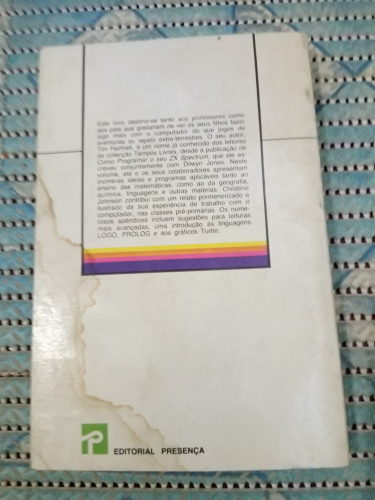 Este livro destina-se tanto aos professores como
aos pais que gostariam de ver os seus filhos fazer
algo mais com o computador do que jogos de
aventuras ou repelir extra-terrestres. O seu autor,
Tim Hartnell, é um nome já conhecido dos leitores
da colecção Tempos Livres, desde a publicação de
Como Programar o seu ZX Spectrum, que ele es-
creveu conjuntamente com Dilwyn Jones. Neste
volume, ele e os seus colaboradores apresentam
inúmeras ideias e programas aplicáveis tanto ao
ensino das matemáticas, como ao da geografia,
química, linguagens e outras matérias. Christine
Johnson contribui com um relato pormenorizado e
ilustrado da sua experiência de trabalho com o
computador, nas classes pré-primárias. Os nume-
rosos apêndices incluem sugestões para leituras
mais avançadas, uma introdução às linguagens
LOGO, PROLOG e aos gráficos Turtle.
EDITORIAL PRESENÇA